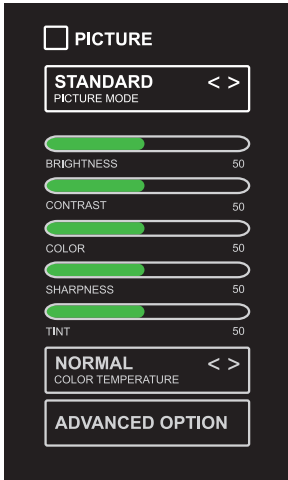 PICTURE
STANDARD < >
PICTURE MODE
BRIGHTNESS 50
CONTRAST 50
COLOR 50
SHARPNESS 50
TINT 50
NORMAL < >
COLOR TEMPERATURE
ADVANCED OPTION